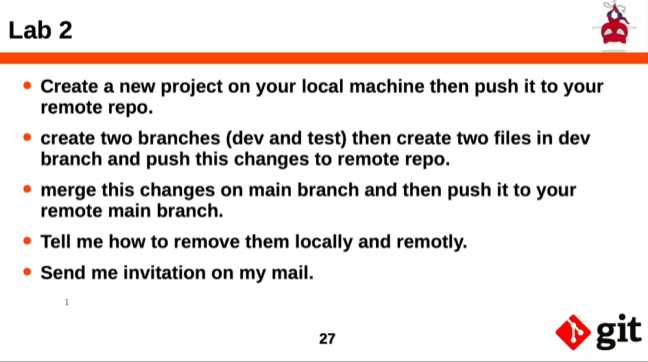 Lab 2
Create a new project on your local machine then push it to your
remote repo.
create two branches (dev and test) then create two files in dev
branch and push this changes to remote repo.
merge this changes on main branch and then push it to your
remote main branch.
Tell me how to remove them locally and remotly.
Send me invitation on my mail.
27
git